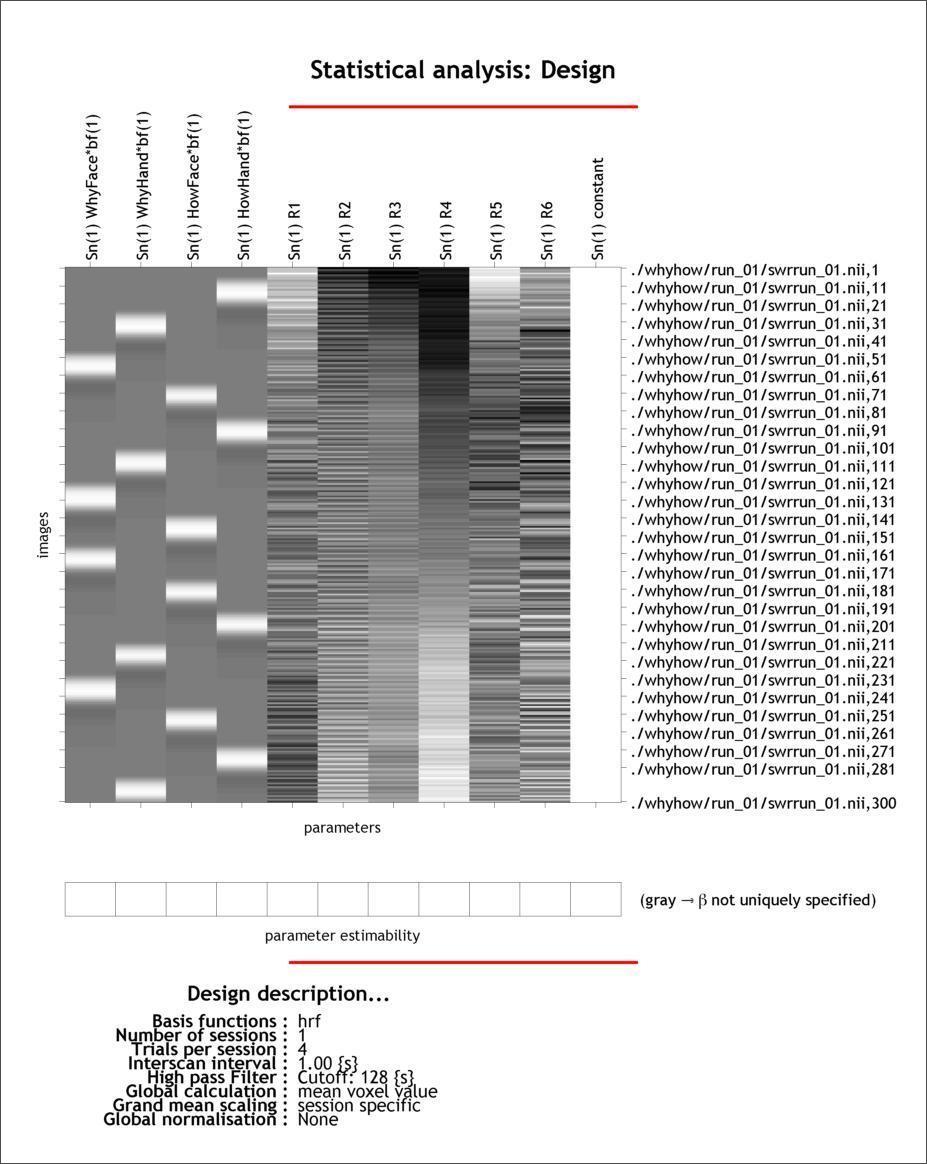 Statistical analysis: Design
Sn(1) WhyFace*bf(1)
Sn(1) WhyHand*bf(1)
Sn(1) HowFace*bf(1)
Sn(1) HowHand*bf(1)
Sn(1) R1
Sn(1) R2
Sn(1) R3
Sn(1) R4
Sn(1) R5
Sn(1) R6
Sn(1) constant
images
./whyhow/run_01/swrrun_01.nii,1
./whyhow/run_01/swrrun_01.nii,11
./whyhow/run_01/swrrun_01.nii,21
./whyhow/run_01/swrrun_01.nii,31
./whyhow/run_01/swrrun_01.nii,41
./whyhow/run_01/swrrun_01.nii,51
./whyhow/run_01/swrrun_01.nii,61
./whyhow/run_01/swrrun_01.nii,71
./whyhow/run_01/swrrun_01.nii,81
./whyhow/run_01/swrrun_01.nii,91
./whyhow/run_01/swrrun_01.nii,101
./whyhow/run_01/swrrun_01.nii,111
./whyhow/run_01/swrrun_01.nii,121
./whyhow/run_01/swrrun_01.nii,131
./whyhow/run_01/swrrun_01.nii,141
./whyhow/run_01/swrrun_01.nii,151
./whyhow/run_01/swrrun_01.nii,161
./whyhow/run_01/swrrun_01.nii,171
./whyhow/run_01/swrrun_01.nii,181
./whyhow/run_01/swrrun_01.nii,191
./whyhow/run_01/swrrun_01.nii,201
./whyhow/run_01/swrrun_01.nii,211
./whyhow/run_01/swrrun_01.nii,221
./whyhow/run_01/swrrun_01.nii,231
./whyhow/run_01/swrrun_01.nii,241
./whyhow/run_01/swrrun_01.nii,251
./whyhow/run_01/swrrun_01.nii,261
./whyhow/run_01/swrrun_01.nii,271
./whyhow/run_01/swrrun_01.nii,281
./whyhow/run_01/swrrun_01.nii,300
parameters
(gray → β not uniquely specified)
parameter estimability
Design description...
Basis functions : hrf
Number of sessions : 1
Trials per session : 4
Interscan interval : 1.00 {s}
High pass Filter : Cutoff: 128 {s}
Global calculation : mean voxel value
Grand mean scaling : session specific
Global normalisation : None